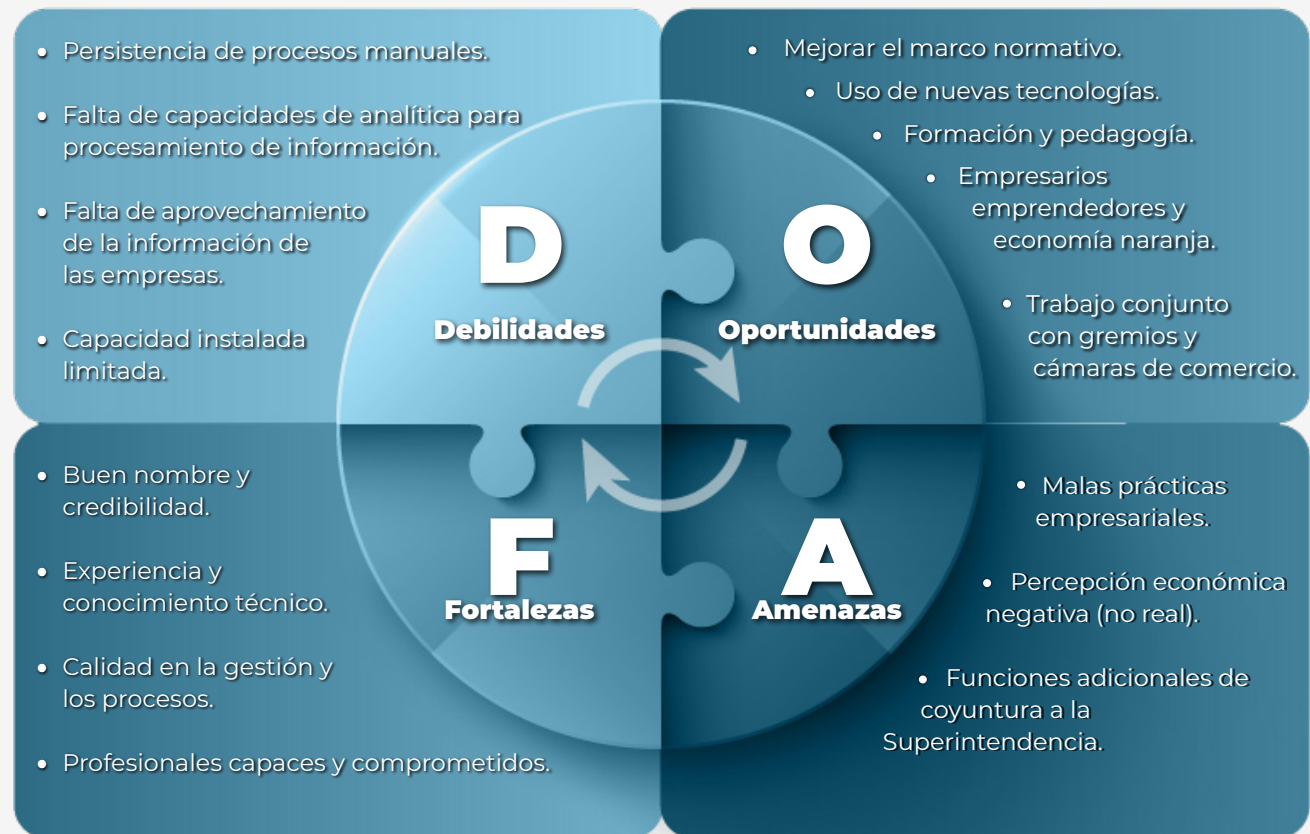 • Persistencia de procesos manuales.
• Falta de capacidades de analítica para
procesamiento de información.
• Falta de aprovechamiento
de la información de
las empresas.
• Capacidad instalada
limitada.
D
Debilidades
• Mejorar el marco normativo.
• Uso de nuevas tecnologías.
• Formación y pedagogía.
• Empresarios
emprendedores y
economía naranja.
• Trabajo conjunto
con gremios y
cámaras de comercio.
O
Oportunidades
• Buen nombre y
credibilidad.
• Experiencia y
conocimiento técnico.
• Calidad en la gestión y
los procesos.
• Profesionales capaces y comprometidos.
F
Fortalezas
• Malas prácticas
empresariales.
• Percepción económica
negativa (no real).
• Funciones adicionales de
coyuntura a la
Superintendencia.
A
Amenazas